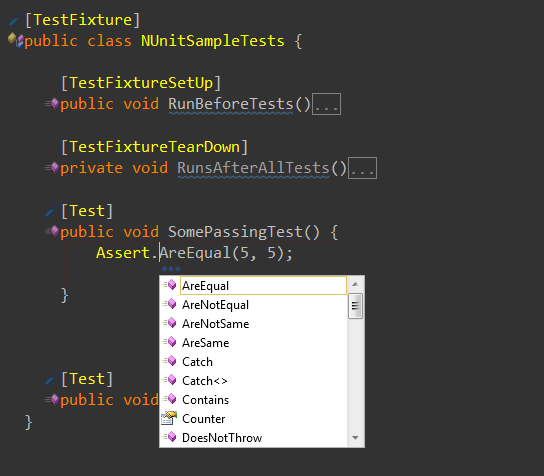 [TestFixture]
public class NUnitSampleTests {
[TestFixtureSetUp]
public void RunBeforeTests()...
[TestFixtureTearDown]
private void RunsAfterAllTests()...
[Test]
public void SomePassingTest() {
Assert.AreEqual(5, 5);
}
AreEqual
AreNotEqual
AreNotSame
AreSame
Catch
Catch<>
Contains
Counter
DoesNotThrow
[Test]
public void
}